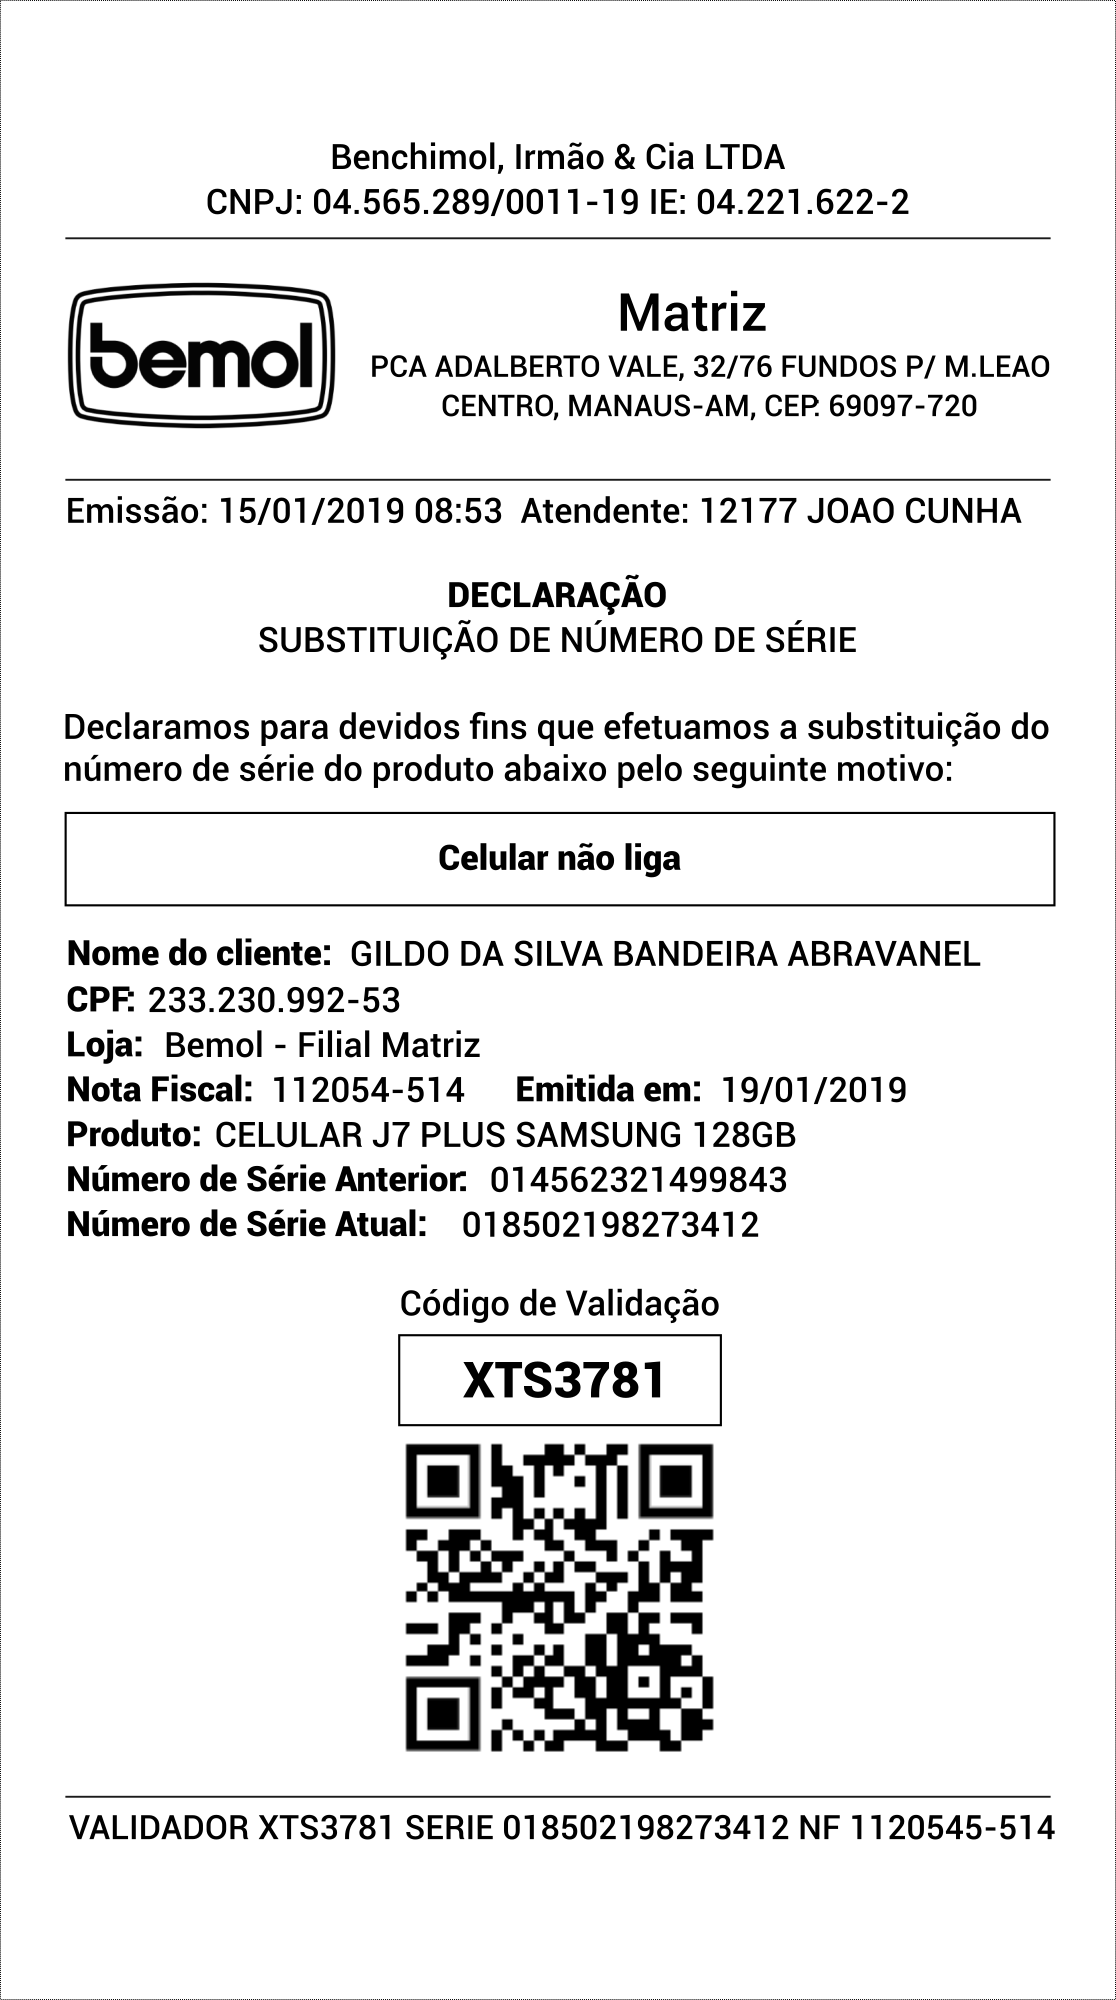 Benchimol, Irmão & Cia LTDA
CNPJ: 04.565.289/0011-19 IE: 04.221.622-2
bemol
Matriz
PCA ADALBERTO VALE, 32/76 FUNDOS P/ M.LEAO
CENTRO, MANAUS-AM, CEP: 69097-720
Emissão: 15/01/2019 08:53 Atendente: 12177 JOAO CUNHA
DECLARAÇÃO
SUBSTITUIÇÃO DE NÚMERO DE SÉRIE
Declaramos para devidos fins que efetuamos a substituição do
número de série do produto abaixo pelo seguinte motivo:
Celular não liga
Nome do cliente: GILDO DA SILVA BANDEIRA ABRAVANEL
CPF: 233.230.992-53
Loja: Bemol - Filial Matriz
Nota Fiscal: 112054-514 Emitida em: 19/01/2019
Produto: CELULAR J7 PLUS SAMSUNG 128GB
Número de Série Anterior: 014562321499843
Número de Série Atual: 018502198273412
Código de Validação
XTS3781
VALIDADOR XTS3781 SERIE 018502198273412 NF 1120545-514